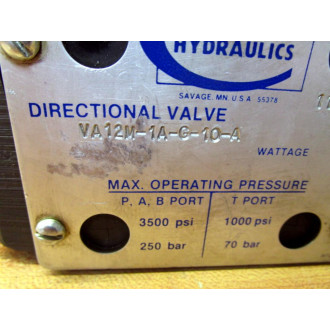 HYDRAULICS
SAVAGE, MN. U.S.A. 55378
DIRECTIONAL VALVE
VA12M-1A-C-10-A
WATTAGE
MAX. OPERATING PRESSURE
P, A, B PORT T PORT
3500 psi 1000 psi
250 bar 70 bar